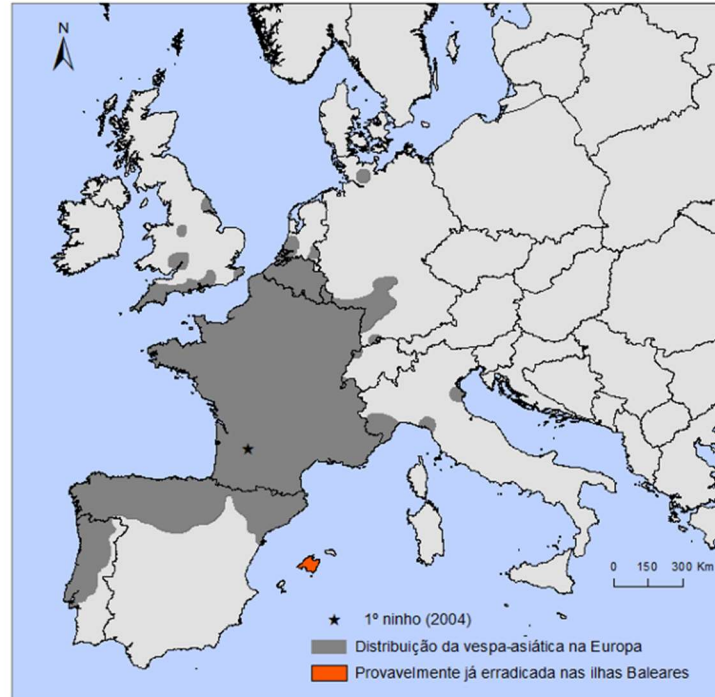 N
0 150 300 Km
★ 1º ninho (2004)
Distribuição da vespa-asiática na Europa
Provavelmente já erradicada nas ilhas Baleares